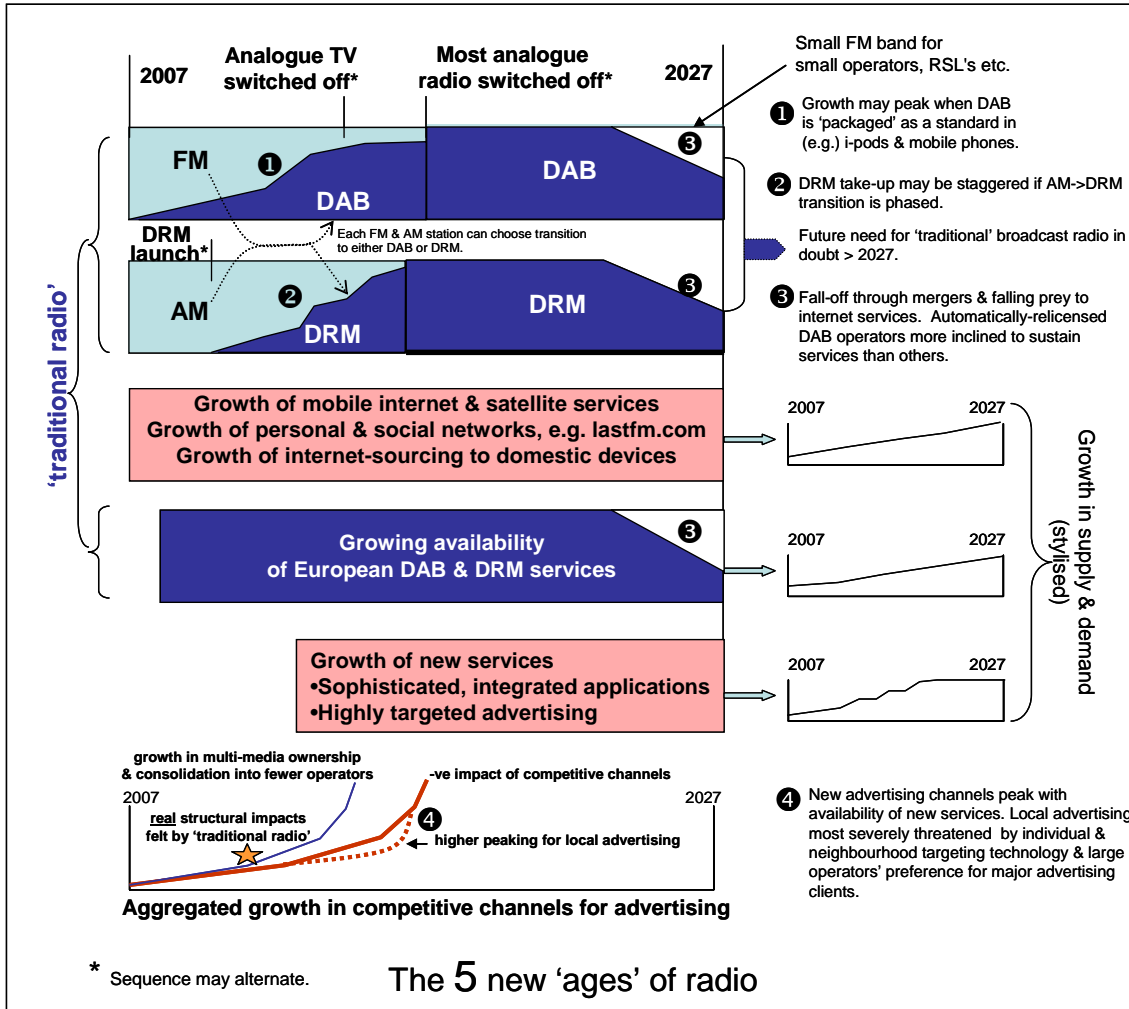 2007
Analogue TV
switched off*
Most analogue
radio switched off*
2027
Small FM band for
small operators, RSL's etc.
FM
❶
DAB
DAB
❸
Each FM & AM station can choose transition
to either DAB or DRM.
DRM
launch*
AM
❷
DRM
DRM
❸
❶ Growth may peak when DAB
is ‘packaged’ as a standard in
(e.g.) i-pods & mobile phones.
❷ DRM take-up may be staggered if AM->DRM
transition is phased.
Future need for ‘traditional’ broadcast radio in
doubt > 2027.
❸ Fall-off through mergers & falling prey to
internet services. Automatically-relicensed
DAB operators more inclined to sustain
services than others.
‘traditional radio’
Growth of mobile internet & satellite services
Growth of personal & social networks, e.g. lastfm.com
Growth of internet-sourcing to domestic devices
2007 2027
Growing availability
of European DAB & DRM services
❸
2007 2027
Growth of new services
•Sophisticated, integrated applications
•Highly targeted advertising
2007 2027
Growth in supply & demand
(stylised)
growth in multi-media ownership
& consolidation into fewer operators
-ve impact of competitive channels
2007
2027
real structural impacts
felt by ‘traditional radio’
❹
higher peaking for local advertising
Aggregated growth in competitive channels for advertising
❹ New advertising channels peak with
availability of new services. Local advertising
most severely threatened by individual &
neighbourhood targeting technology & large
operators’ preference for major advertising
clients.
* Sequence may alternate.
The 5 new ‘ages’ of radio